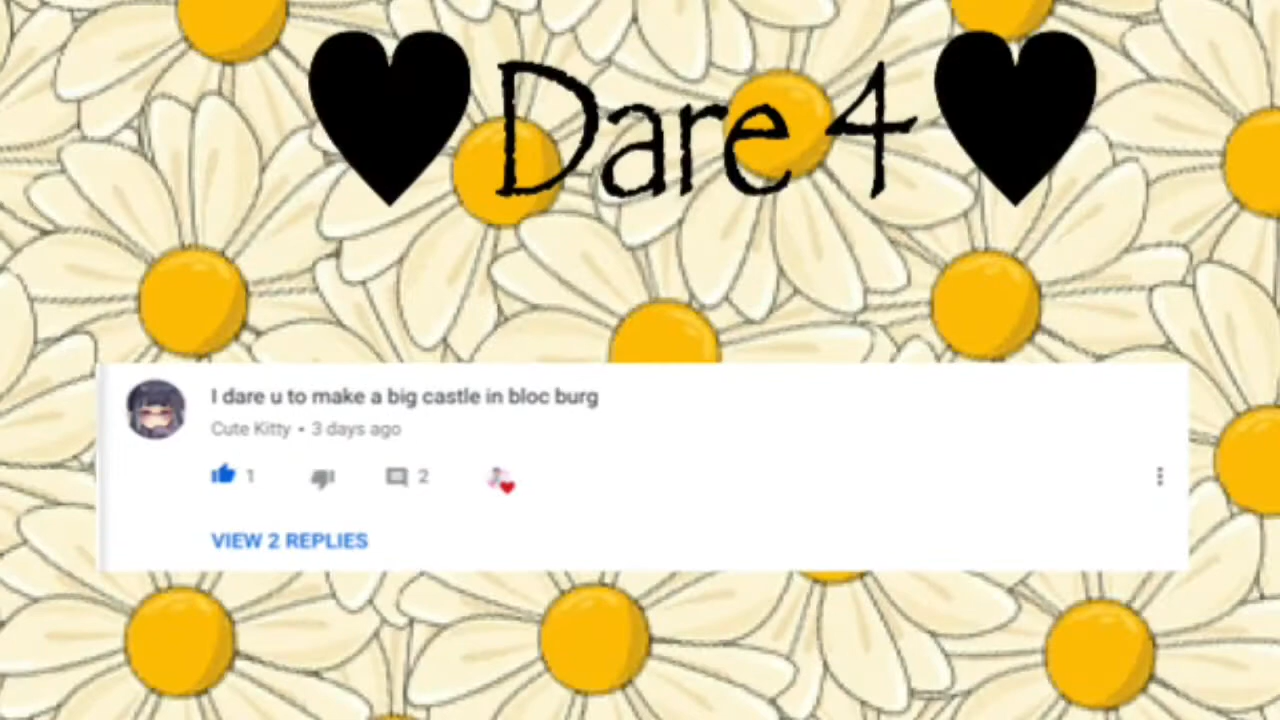 Dare 4
I dare u to make a big castle in bloc burg
Cute Kitty • 3 days ago
1 2
VIEW 2 REPLIES